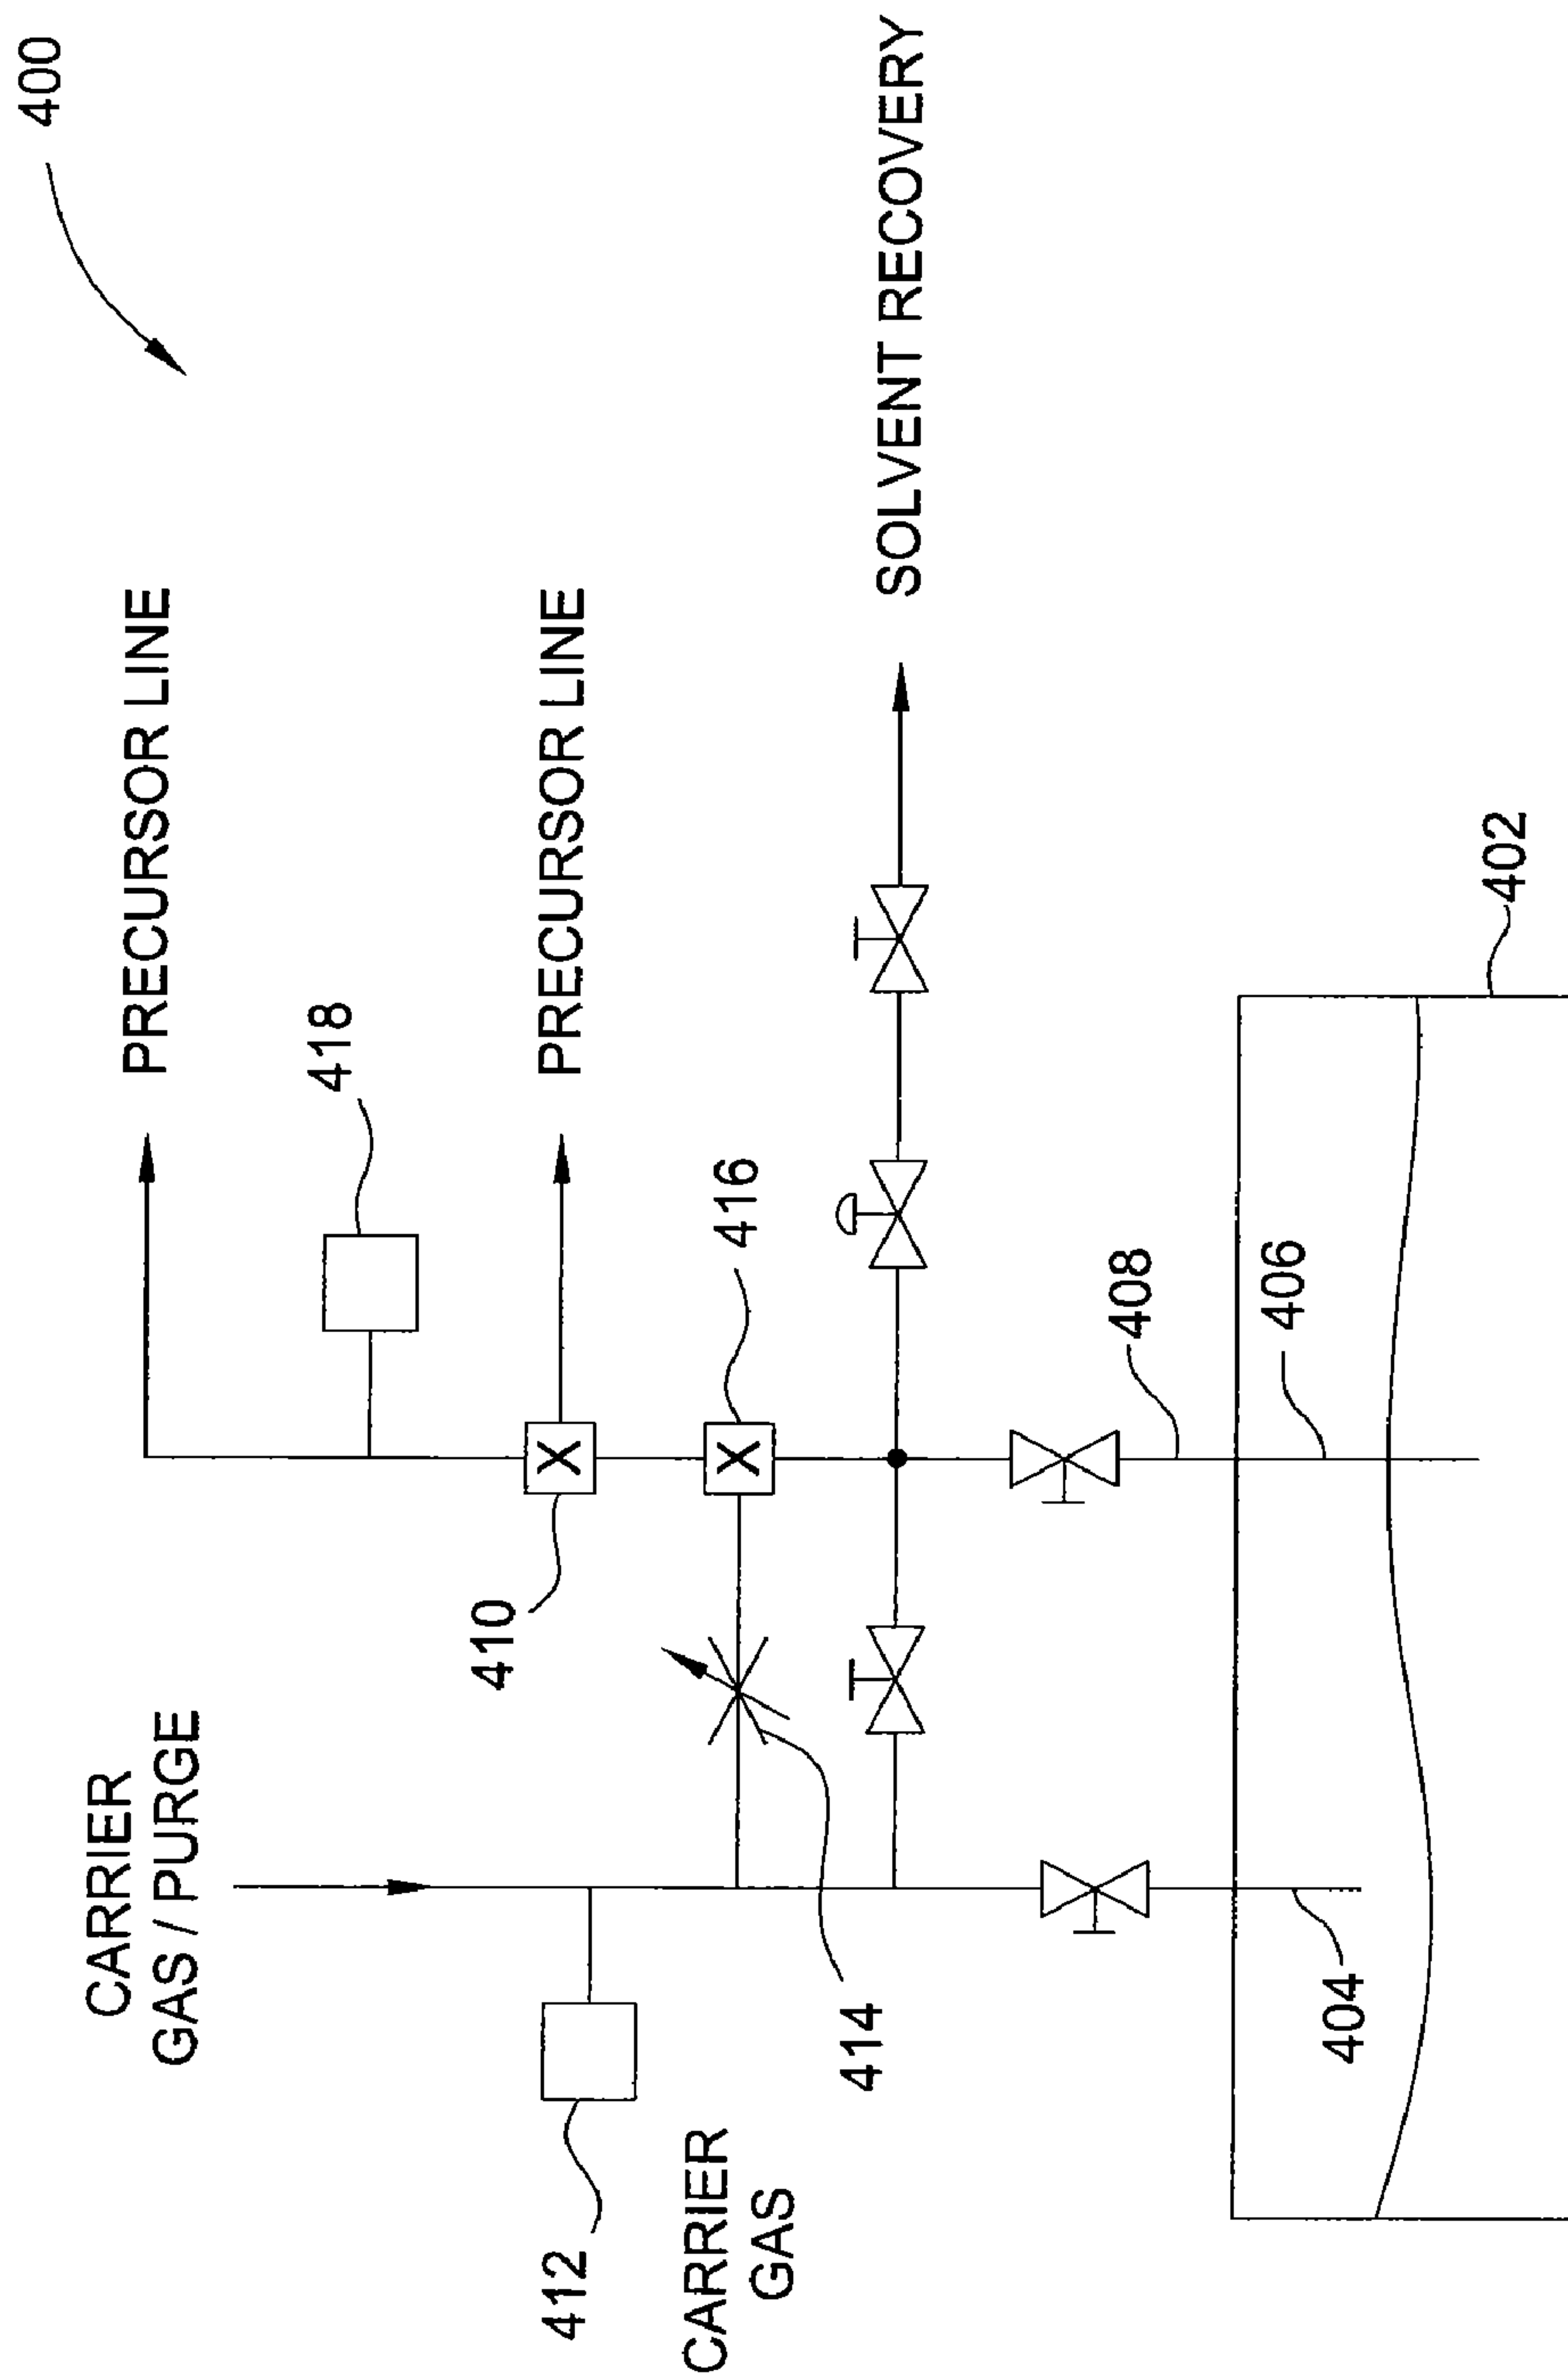 400
CARRIER
GAS / PURGE
PRECURSOR LINE
418
412
410
PRECURSOR LINE
CARRIER
GAS
416
414
SOLVENT RECOVERY
408
404
406
402
X
X